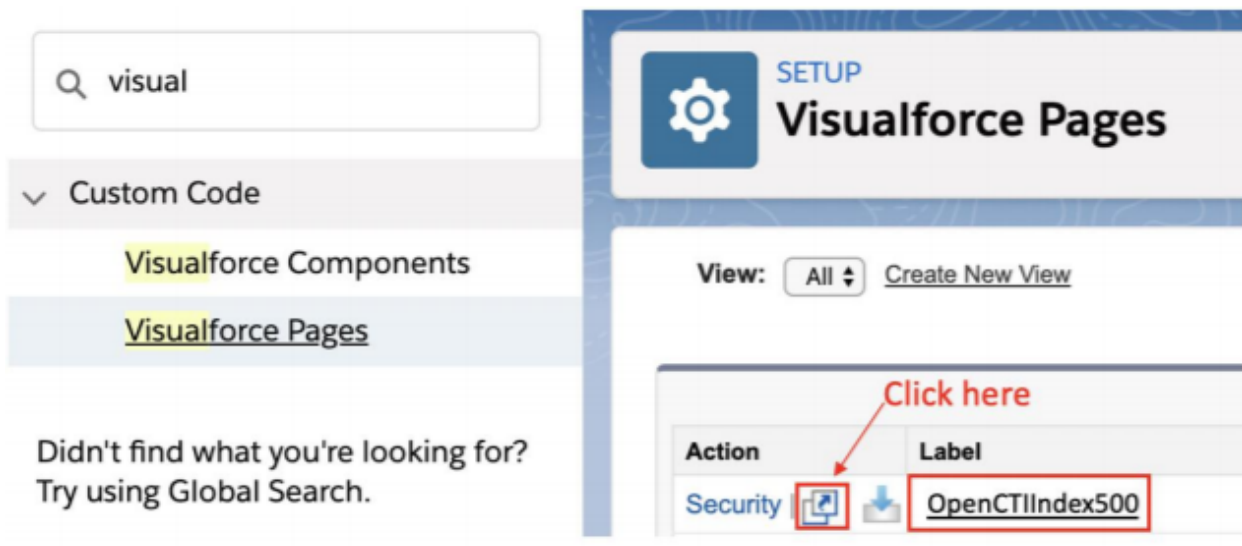 visual
Custom Code
Visualforce Components
Visualforce Pages
Didn't find what you're looking for?
Try using Global Search.
SETUP
Visualforce Pages
View: All Create New View
Click here
Action Label
Security | OpenCTIIndex500